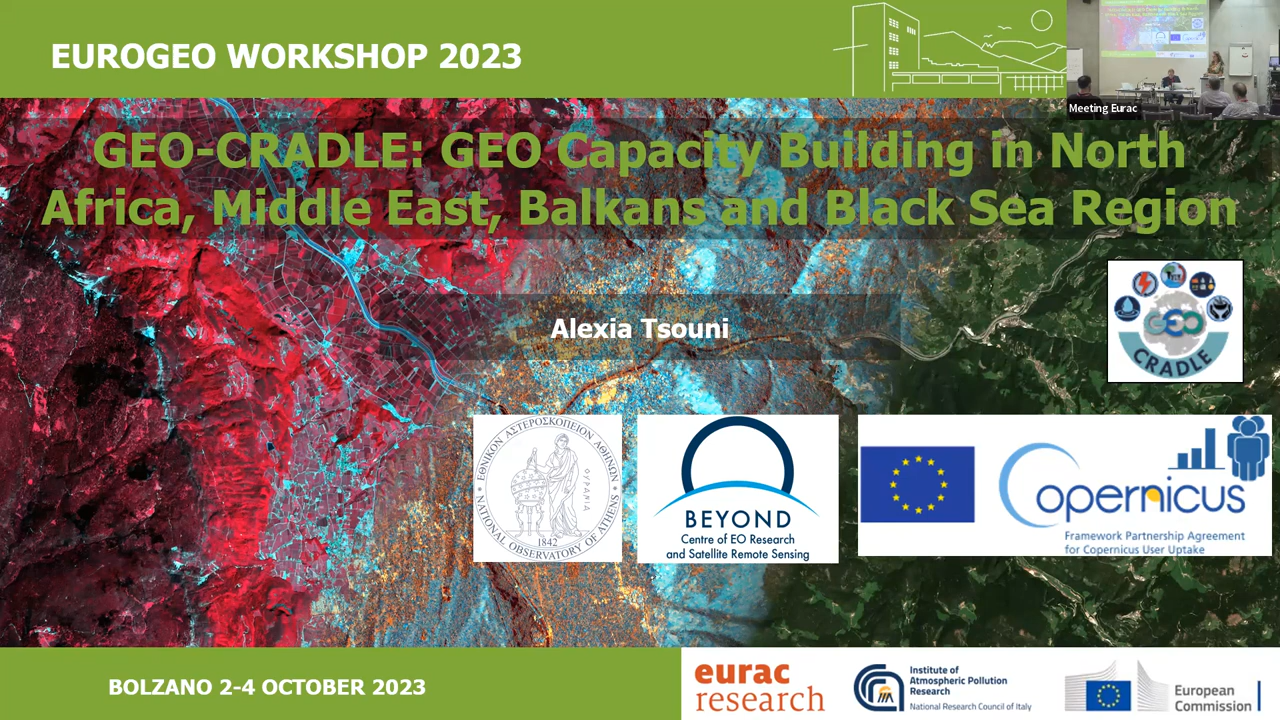 EUROGEO WORKSHOP 2023
Meeting Eurac
GEO-CRADLE: GEO Capacity Building in North
Africa, Middle East, Balkans and Black Sea Region
Alexia Tsouni
GEO
CRADLE
ΕΘΝΙΚΟΝ ΑΣΤΕΡΟΣΚΟΠΕΙΟΝ ΑΘΗΝΩΝ
ΟΥΡΑΝΙΑ
1842
NATIONAL OBSERVATORY OF ATHENS
BEYOND
Centre of EO Research
and Satellite Remote Sensing
opernicus
Framework Partnership Agreement
for Copernicus User Uptake
BOLZANO 2-4 OCTOBER 2023
eurac
research
Institute of
Atmospheric Pollution
Research
National Research Council of Italy
European
Commission